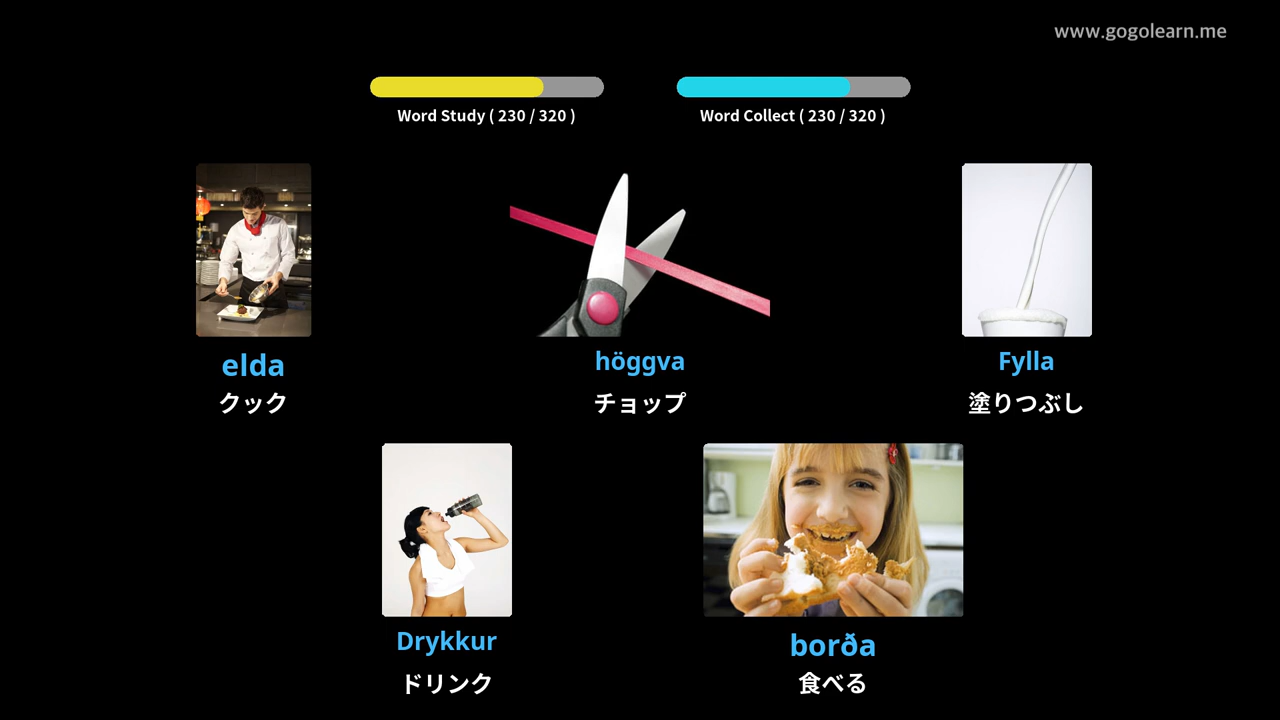 www.gogolearn.me
Word Study ( 230 / 320 )
Word Collect ( 230 / 320 )
elda
クック
höggva
チョップ
Fylla
塗りつぶし
Drykkur
ドリンク
borða
食べる